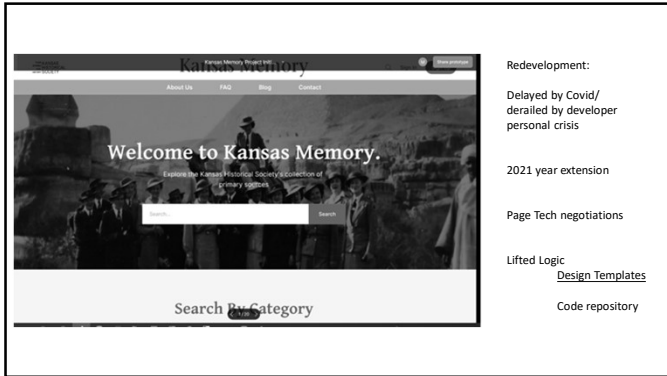 Kansas Memory Project Initi
Share prototype
Kansas Memory
About Us FAQ Blog Contact
Welcome to Kansas Memory.
Explore the Kansas Historical Society's collection of
primary sources
Search... Search
Search By Category
Redevelopment:
Delayed by Covid/
derailed by developer
personal crisis
2021 year extension
Page Tech negotiations
Lifted Logic
Design Templates
Code repository